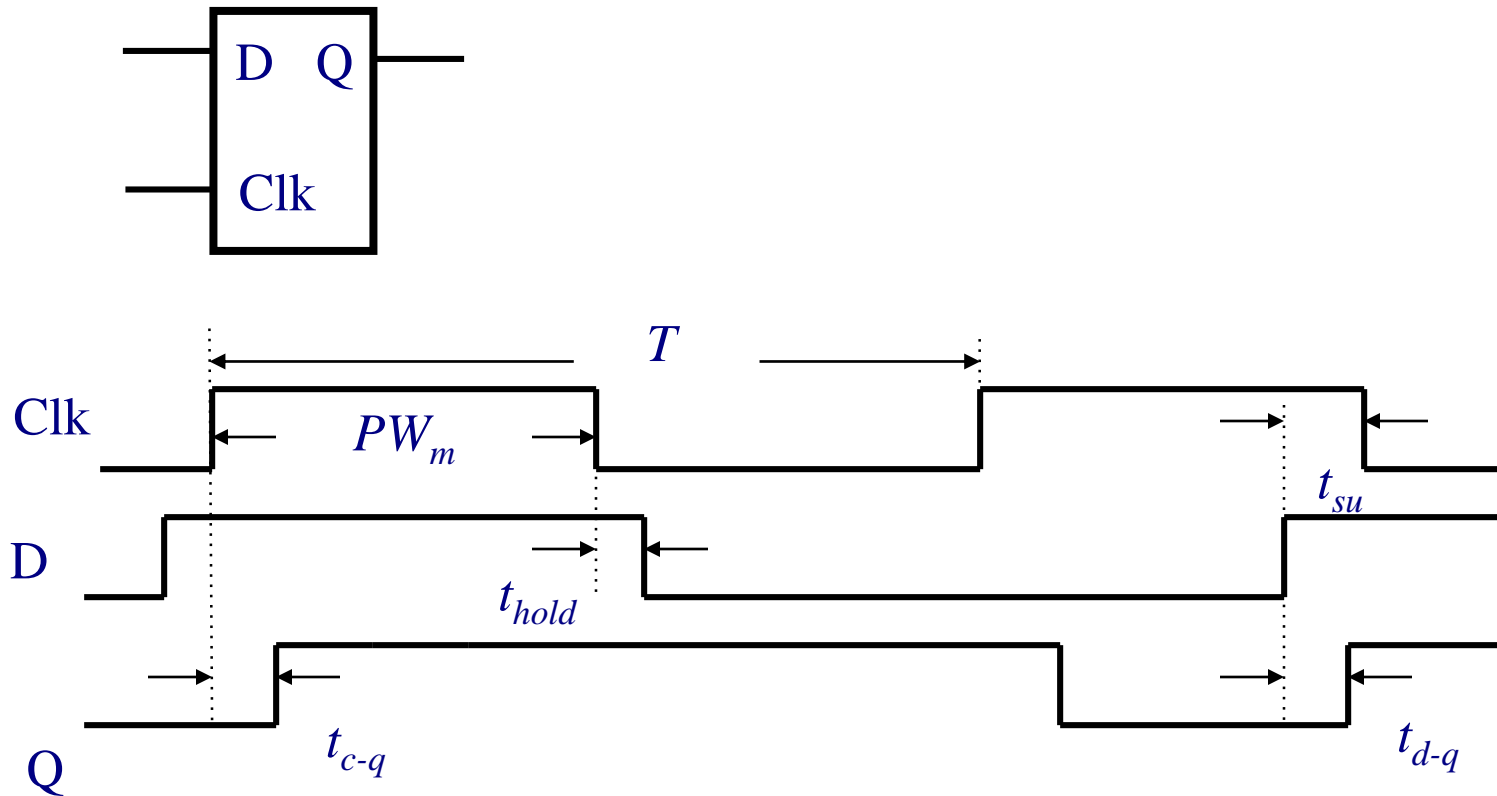 D Q
Clk
T
Clk
PWm
tsu
D
thold
tc-q
td-q
Q